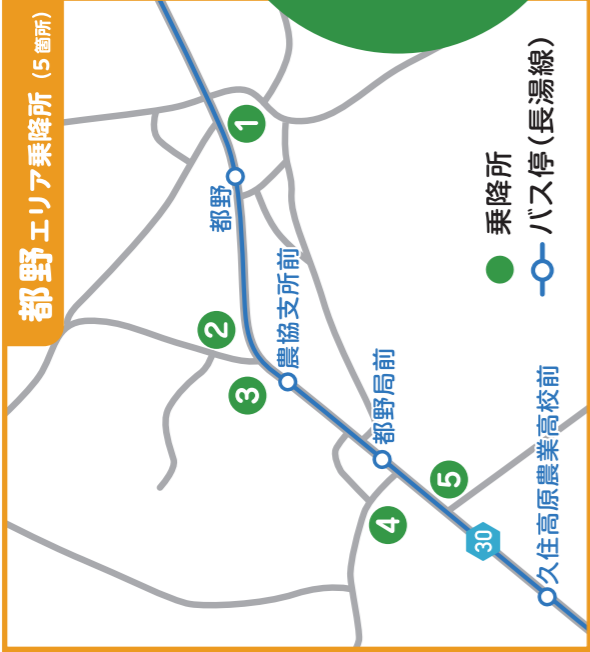 都野エリア乗降所（5箇所）
1
都野
2
3
農協支所前
都野局前
4
5
30
久住高原農業高校前
乗降所
バス停（長湯線）